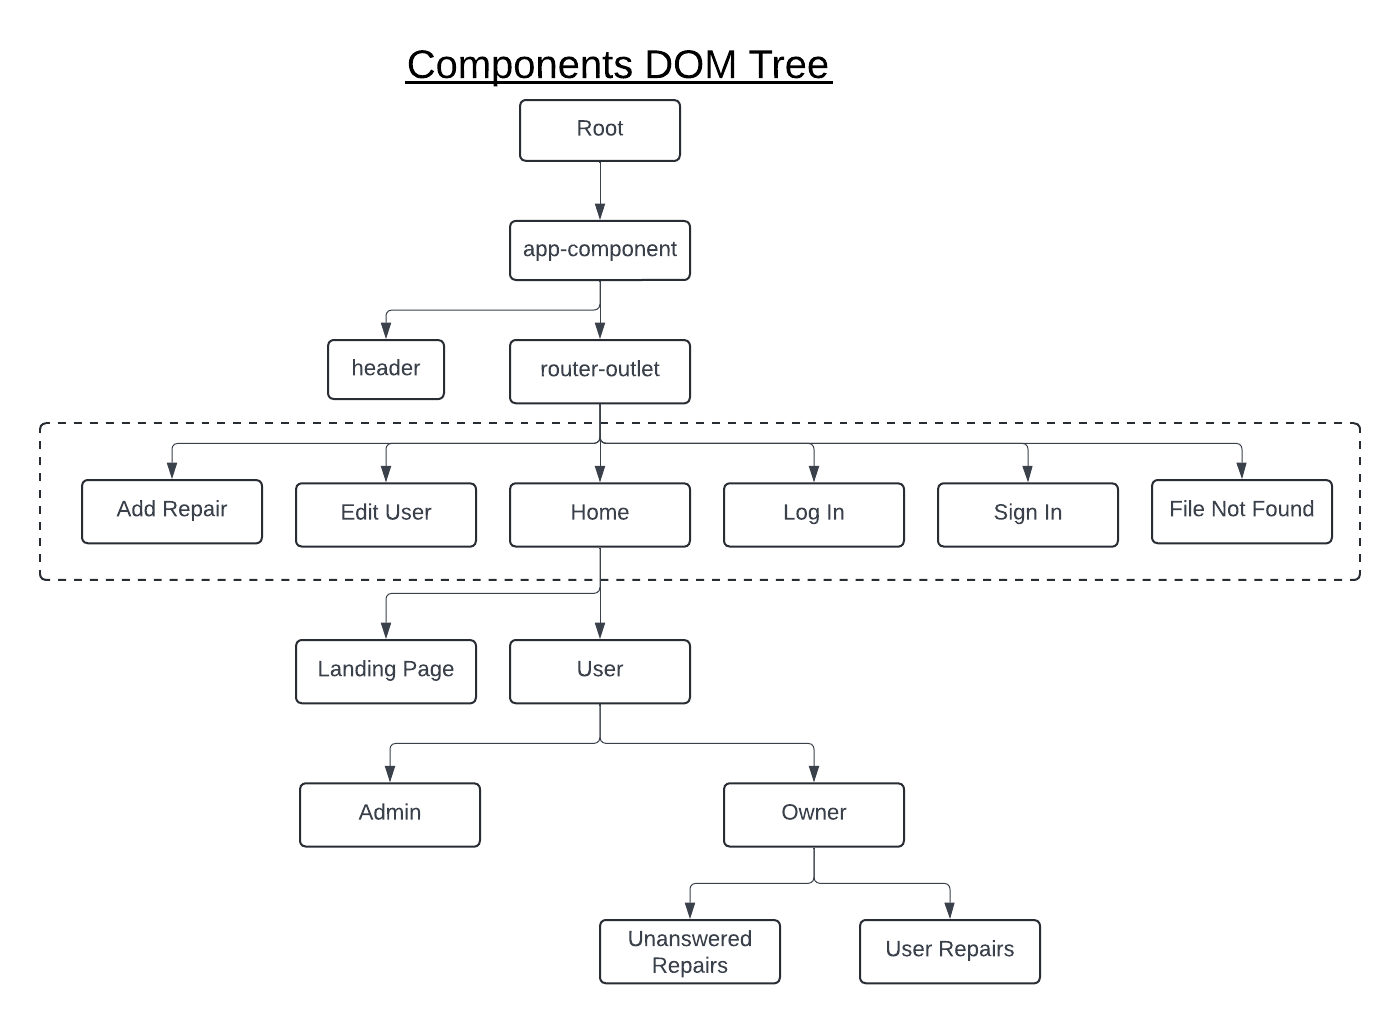 Components DOM Tree
Root
app-component
header
router-outlet
Add Repair
Edit User
Home
Log In
Sign In
File Not Found
Landing Page
User
Admin
Owner
Unanswered
Repairs
User Repairs